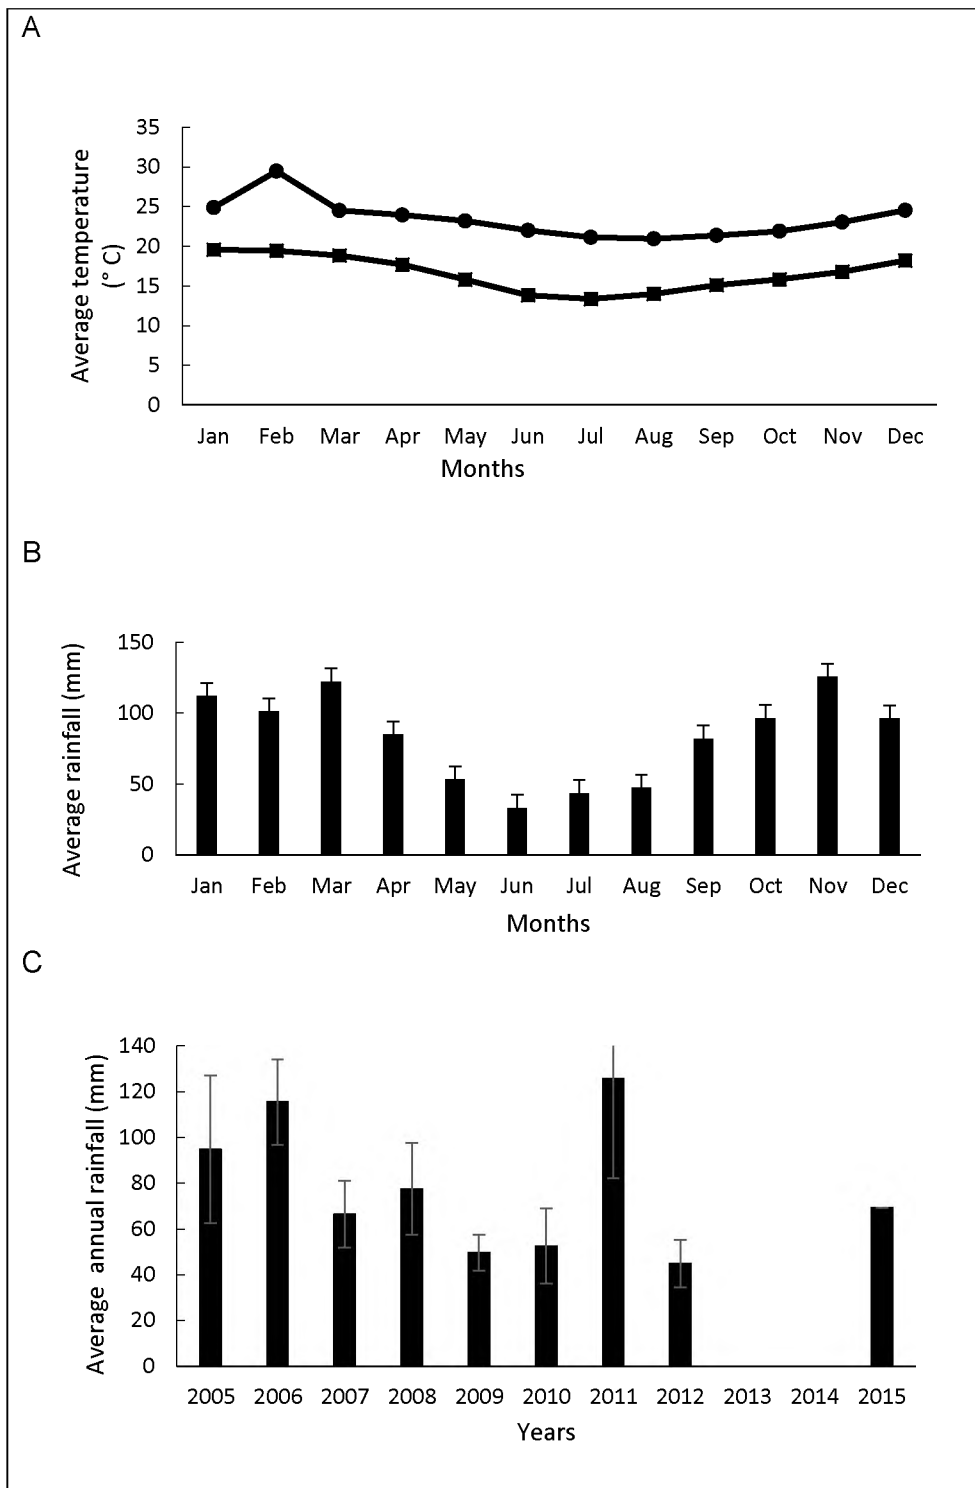 A
35
30
25
20
15
10
5
0
Average temperature
(° C)
Jan Feb Mar Apr May Jun Jul Aug Sep Oct Nov Dec
Months
B
150
100
50
0
Average rainfall (mm)
Jan Feb Mar Apr May Jun Jul Aug Sep Oct Nov Dec
Months
C
140
120
100
80
60
40
20
0
Average annual rainfall (mm)
2005 2006 2007 2008 2009 2010 2011 2012 2013 2014 2015
Years